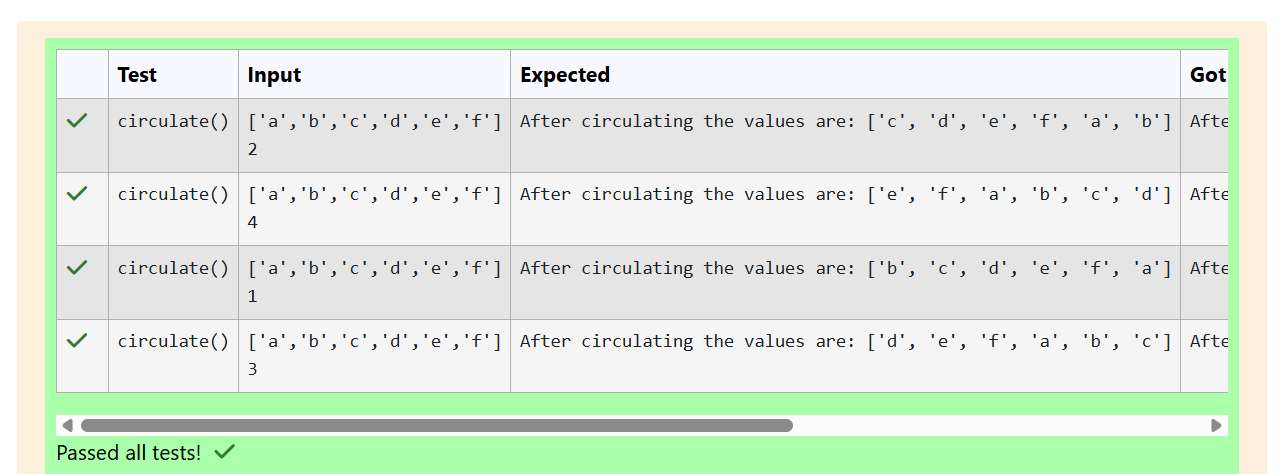 Test Input Expected Got
circulate() ['a','b','c','d','e','f'] After circulating the values are: ['c', 'd', 'e', 'f', 'a', 'b'] Afte
2
circulate() ['a','b','c','d','e','f'] After circulating the values are: ['e', 'f', 'a', 'b', 'c', 'd'] Afte
4
circulate() ['a','b','c','d','e','f'] After circulating the values are: ['b', 'c', 'd', 'e', 'f', 'a'] Afte
1
circulate() ['a','b','c','d','e','f'] After circulating the values are: ['d', 'e', 'f', 'a', 'b', 'c'] Afte
3
Passed all tests!